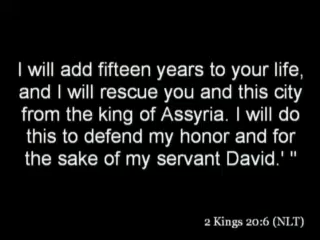 I will add fifteen years to your life,
and I will rescue you and this city
from the king of Assyria. I will do
this to defend my honor and for
the sake of my servant David.' "
2 Kings 20:6 (NLT)